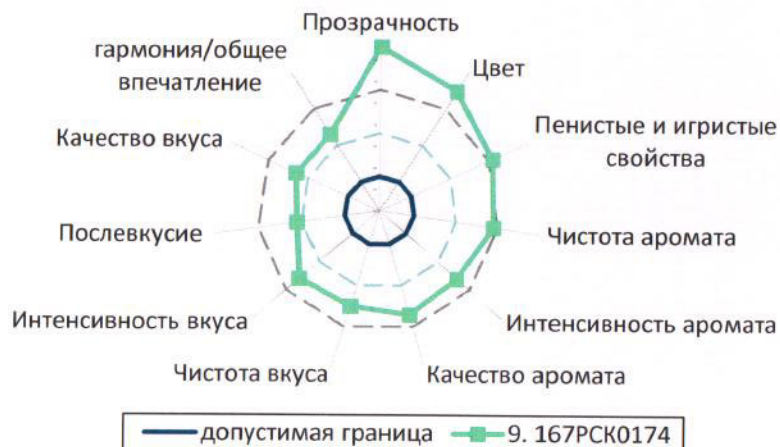 Прозрачность
гармония/общее
впечатление
Цвет
Качество вкуса
Пенистые и игристые
свойства
Послевкусие
Чистота аромата
Интенсивность вкуса
Интенсивность аромата
Чистота вкуса
Качество аромата
допустимая граница
9. 167РСК0174